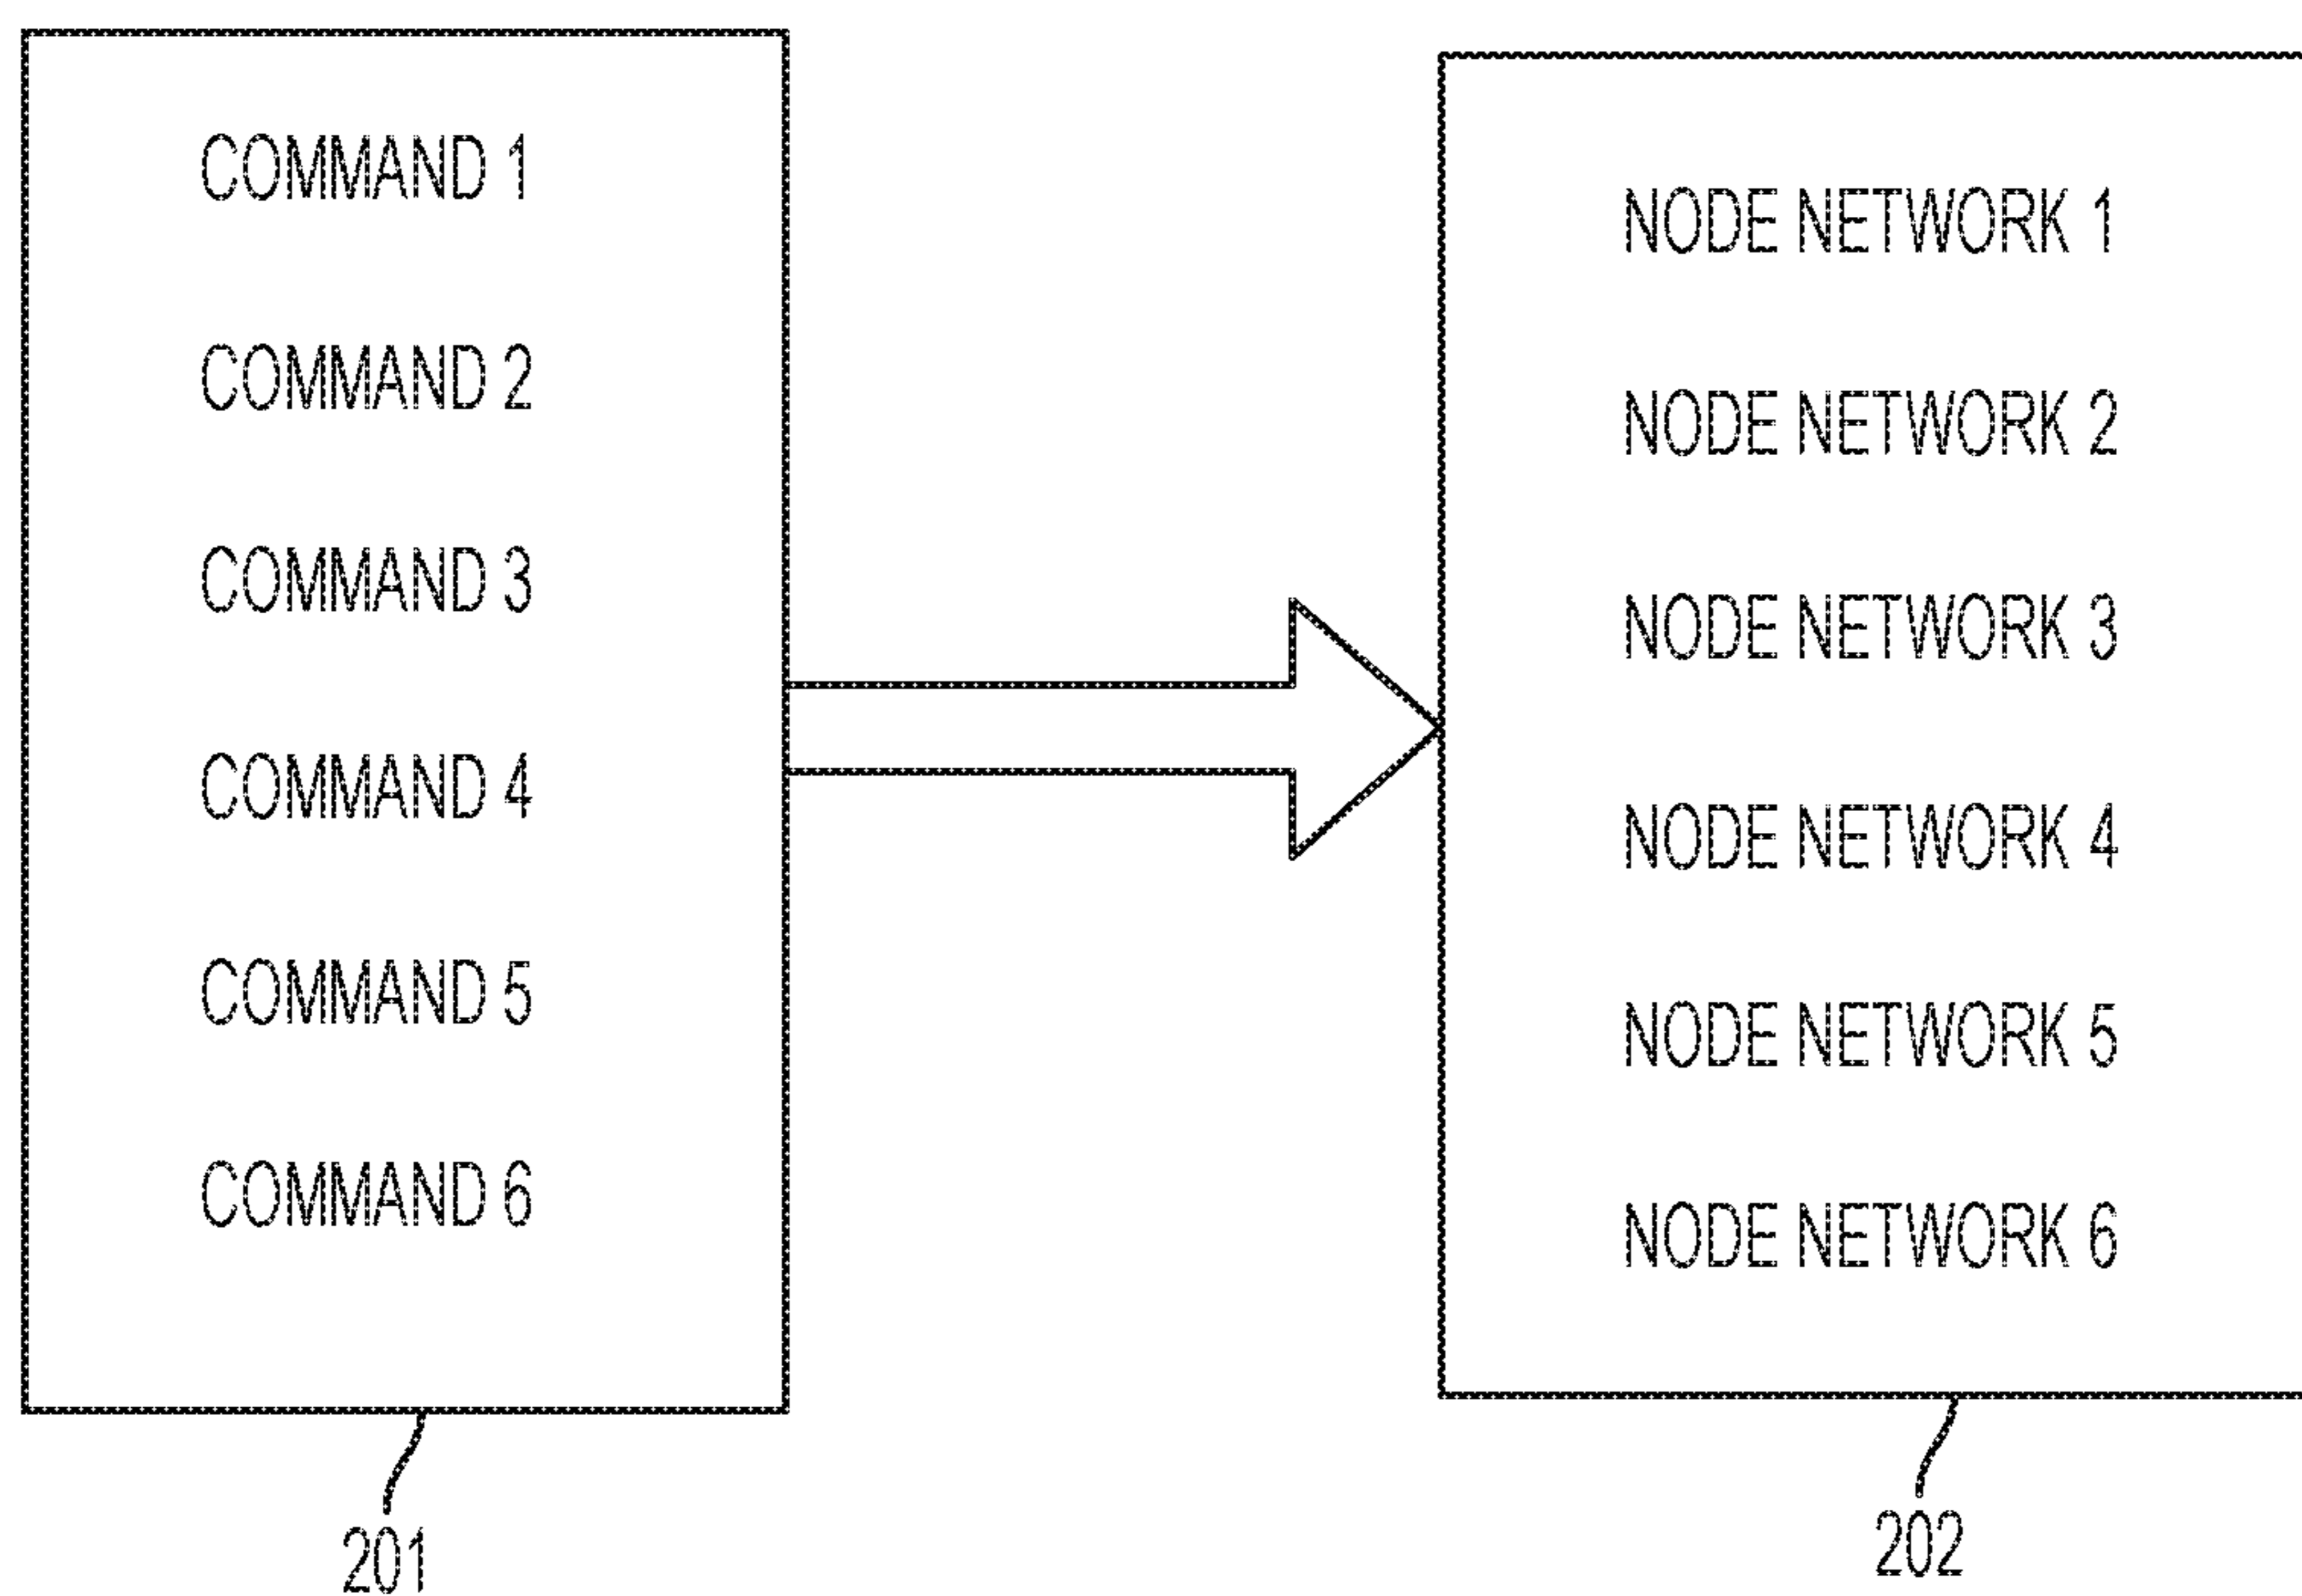 COMMAND 1
COMMAND 2
COMMAND 3
COMMAND 4
COMMAND 5
COMMAND 6
201
NODE NETWORK 1
NODE NETWORK 2
NODE NETWORK 3
NODE NETWORK 4
NODE NETWORK 5
NODE NETWORK 6
202